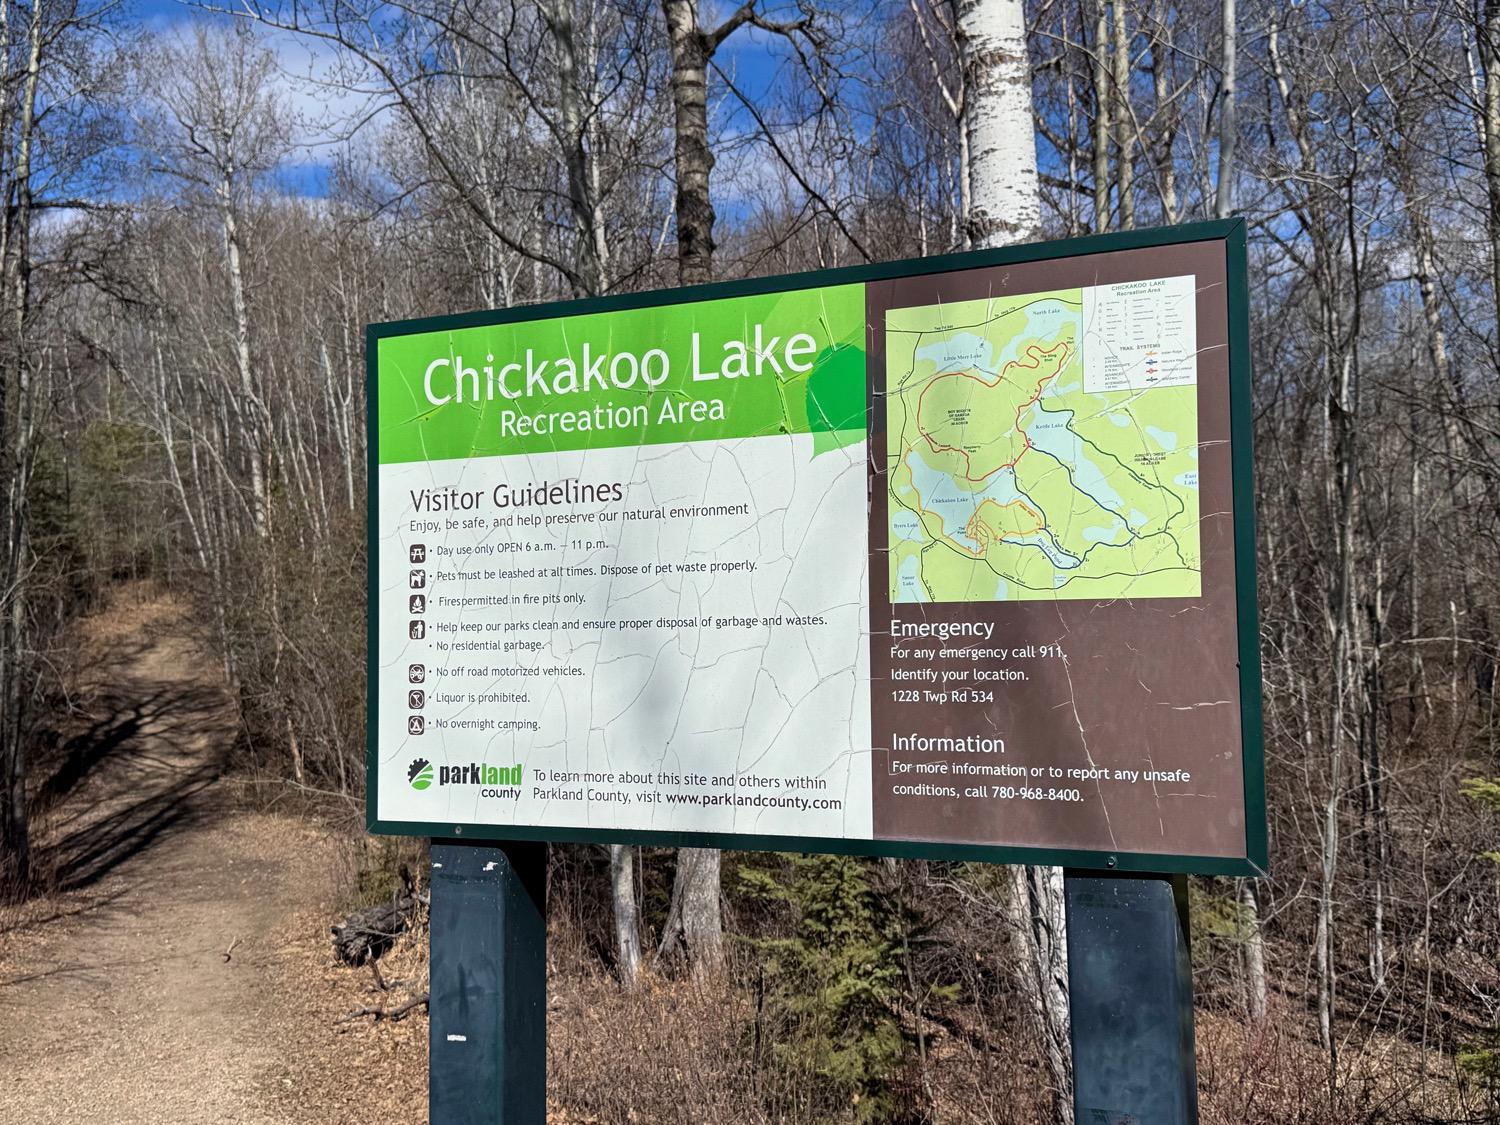 Chickakoo Lake
Recreation Area
Visitor Guidelines
Enjoy, be safe, and help preserve our natural environment
• Day use only OPEN 6 a.m. – 11 p.m.
• Pets must be leashed at all times. Dispose of pet waste properly.
• Firespermitted in fire pits only.
• Help keep our parks clean and ensure proper disposal of garbage and wastes.
• No residential garbage.
• No off road motorized vehicles.
• Liquor is prohibited.
• No overnight camping.
parkland
county
To learn more about this site and others within
Parkland County, visit www.parklandcounty.com
CHICKAKOO LAKE
Recreation Area
TRAIL SYSTEMS
North Lake
Little Mere Lake
Kettle Lake
Chickakoo Lake
Byers Lake
Sauer
Lake
East
Lake
Emergency
For any emergency call 911.
Identify your location.
1228 Twp Rd 534
Information
For more information or to report any unsafe
conditions, call 780-968-8400.